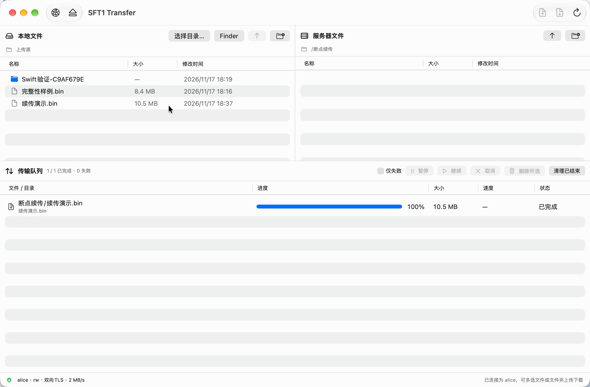 SFT1 Transfer
本地文件
选择目录...
Finder
上传源
名称 大小 修改时间
Swift验证-C9AF679E — 2026/11/17 18:19
完整性样例.bin 8.4 MB 2026/11/17 18:16
续传演示.bin 10.5 MB 2026/11/17 18:37
服务器文件
/断点续传
名称 大小 修改时间
传输队列 1 / 1 已完成 · 0 失败
仅失败 暂停 继续 取消 删除所选 清理已结束
文件 / 目录 进度 大小 速度 状态
断点续传/续传演示.bin 100% 10.5 MB — 已完成
续传演示.bin
alice · rw · 双向TLS · 2 MB/s
已连接为 alice，可多选文件或文件夹上传下载